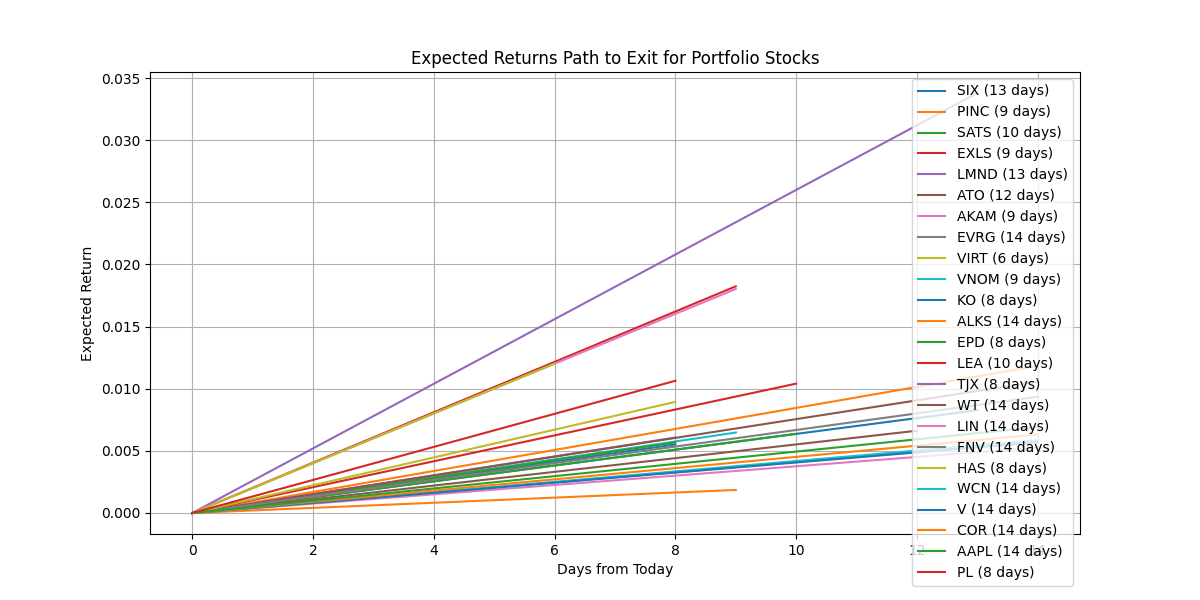 Expected Returns Path to Exit for Portfolio Stocks
Expected Return
0.035
0.030
0.025
0.020
0.015
0.010
0.005
0.000
0 2 4 6 8 10 12 14
Days from Today
SIX (13 days)
PINC (9 days)
SATS (10 days)
EXLS (9 days)
LMND (13 days)
ATO (12 days)
AKAM (9 days)
EVRG (14 days)
VIRT (6 days)
VNOM (9 days)
KO (8 days)
ALKS (14 days)
EPD (8 days)
LEA (10 days)
TJX (8 days)
WT (14 days)
LIN (14 days)
FNV (14 days)
HAS (8 days)
WCN (14 days)
V (14 days)
COR (14 days)
AAPL (14 days)
PL (8 days)